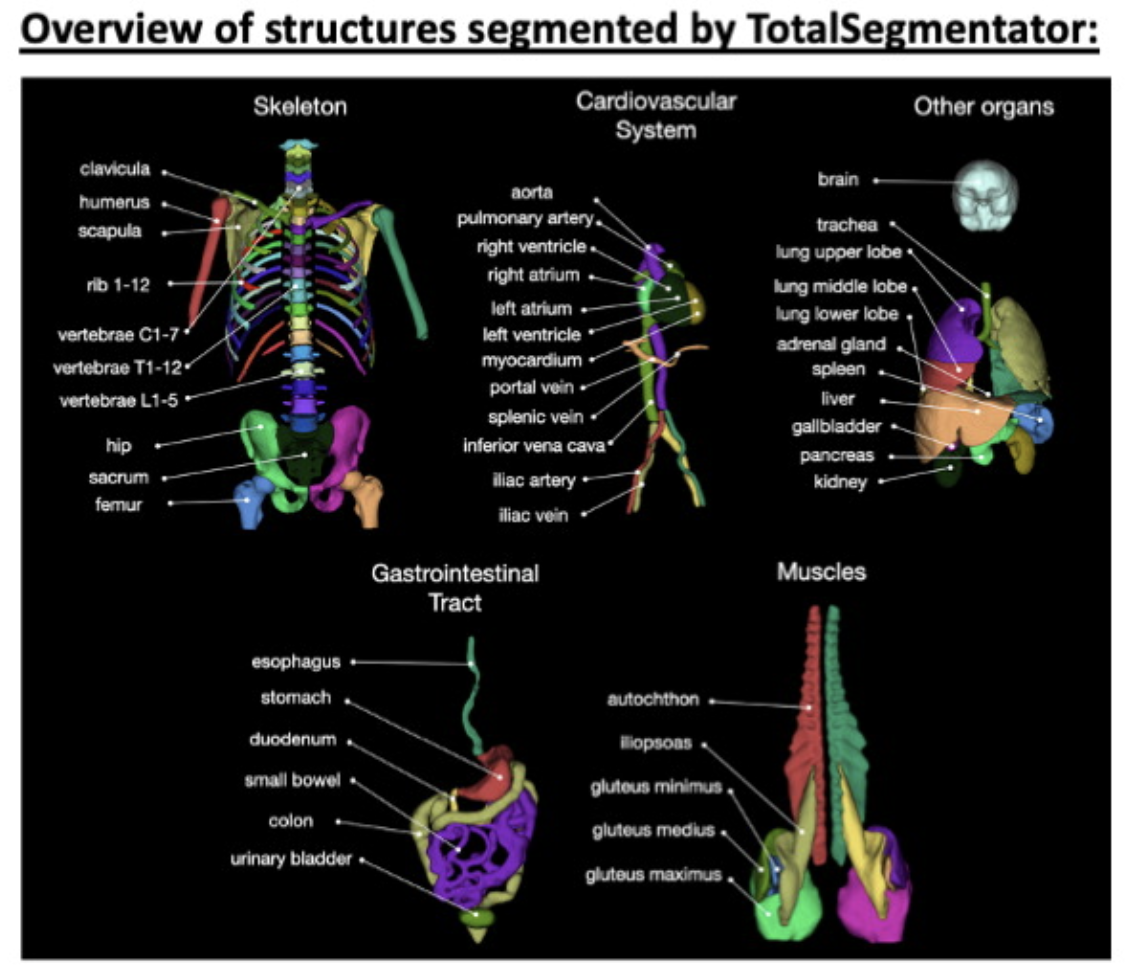 Overview of structures segmented by TotalSegmentator:
Skeleton
clavicula
humerus
scapula
rib 1-12
vertebrae C1-7
vertebrae T1-12
vertebrae L1-5
hip
sacrum
femur
Cardiovascular
System
aorta
pulmonary artery
right ventricle
right atrium
left atrium
left ventricle
myocardium
portal vein
splenic vein
inferior vena cava
iliac artery
iliac vein
Other organs
brain
trachea
lung upper lobe
lung middle lobe
lung lower lobe
adrenal gland
spleen
liver
gallbladder
pancreas
kidney
Gastrointestinal
Tract
esophagus
stomach
duodenum
small bowel
colon
urinary bladder
Muscles
autochthon
iliopsoas
gluteus minimus
gluteus medius
gluteus maximus